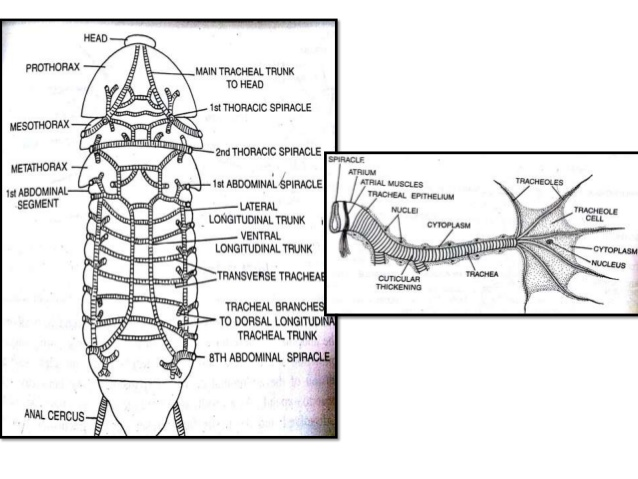 HEAD
PROTHORAX
MAIN TRACHEAL TRUNK
TO HEAD
1st THORACIC SPIRACLE
MESOTHORAX
2nd THORACIC SPIRACLE
METATHORAX
1st ABDOMINAL SPIRACLE
1st ABDOMINAL
SEGMENT
LATERAL
LONGITUDINAL TRUNK
VENTRAL
LONGITUDINAL TRUNK
TRANSVERSE TRACHEAE
TRACHEAL BRANCHES
TO DORSAL LONGITUDINA
TRACHEAL TRUNK
8TH ABDOMINAL SPIRACLE
ANAL CERCUS
SPIRACLE
ATRIUM
ATRIAL MUSCLES
TRACHEAL EPITHELIUM
NUCLEI
CYTOPLASM
CUTICULAR
THICKENING
TRACHEA
TRACHEOLES
TRACHEOLE
CELL
CYTOPLASM
NUCLEUS